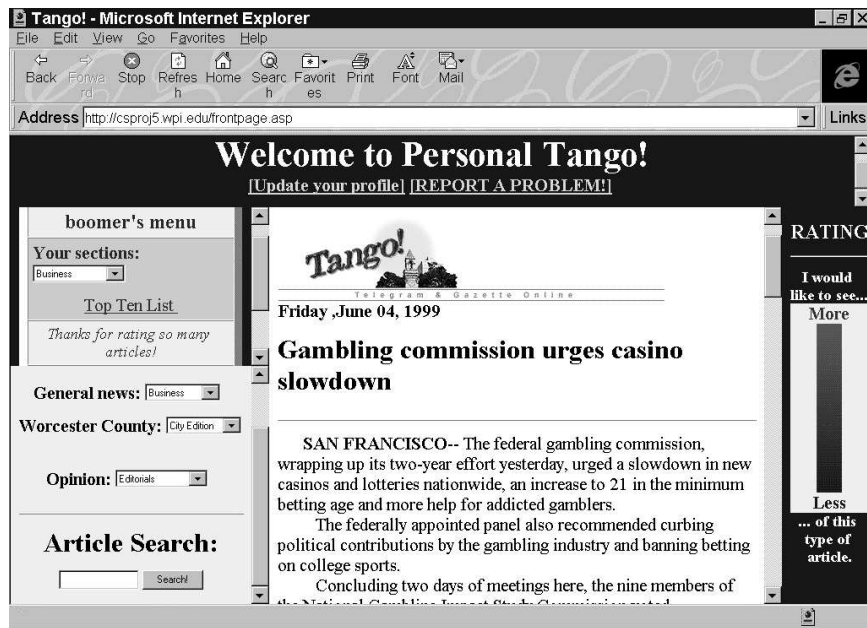 Tango! - Microsoft Internet Explorer
File Edit View Go Favorites Help
Back Forward Stop Refresh Home Search Favorites Print Font Mail
Address http://csproj5.wpi.edu/frontpage.asp Links
Welcome to Personal Tango!
[Update your profile] [REPORT A PROBLEM!]
boomer's menu
Your sections:
Business
Top Ten List
Thanks for rating so many
articles!
General news: Business
Worcester County: City Edition
Opinion: Editorials
Article Search:
Search!
Tango!
Telegram & Gazette Online
Friday ,June 04, 1999
Gambling commission urges casino
slowdown
SAN FRANCISCO-- The federal gambling commission,
wrapping up its two-year effort yesterday, urged a slowdown in new
casinos and lotteries nationwide, an increase to 21 in the minimum
betting age and more help for addicted gamblers.
The federally appointed panel also recommended curbing
political contributions by the gambling industry and banning betting
on college sports.
Concluding two days of meetings here, the nine members of
the National Gambling Impact Study Commission voted
RATING
I would
like to see...
More
Less
... of this
type of
article.